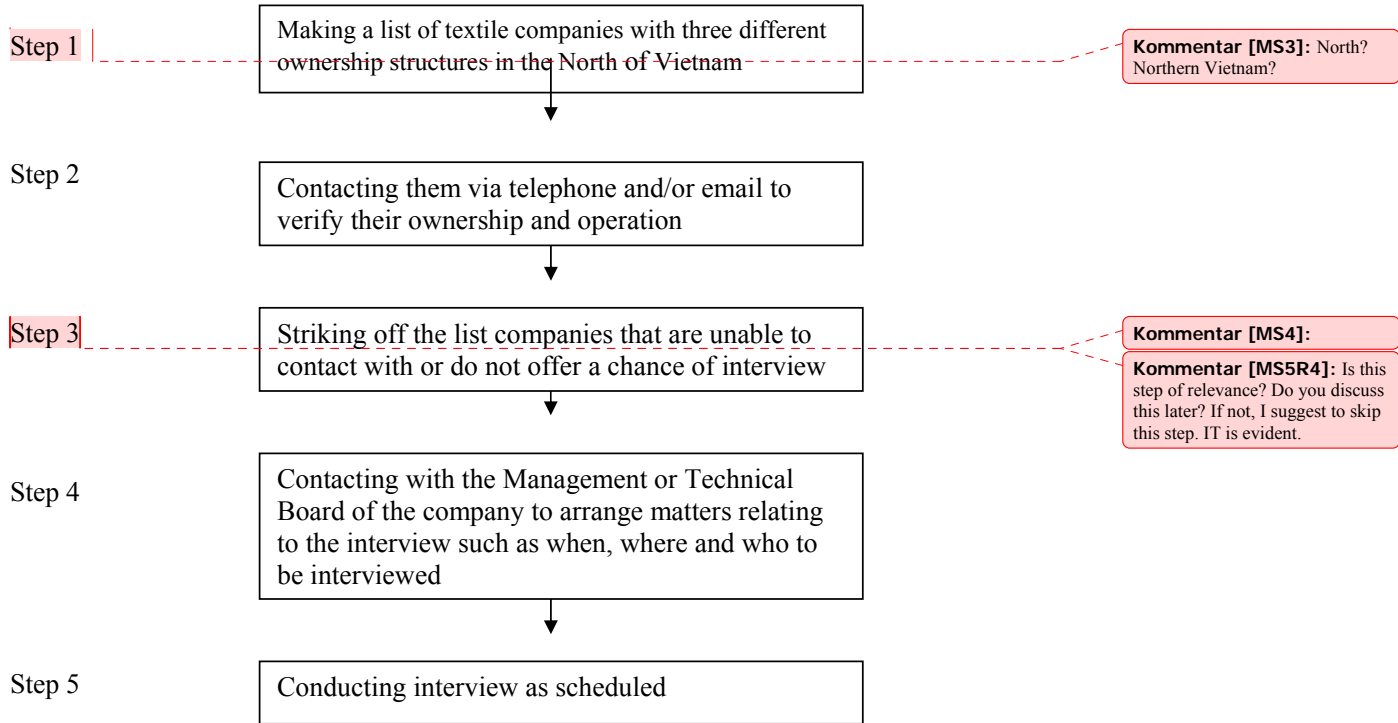 Step 1
Making a list of textile companies with three different
ownership structures in the North of Vietnam
Kommentar [MS3]: North?
Northern Vietnam?
Step 2
Contacting them via telephone and/or email to
verify their ownership and operation
Step 3
Striking off the list companies that are unable to
contact with or do not offer a chance of interview
Kommentar [MS4]:
Kommentar [MS5R4]: Is this
step of relevance? Do you discuss
this later? If not, I suggest to skip
this step. IT is evident.
Step 4
Contacting with the Management or Technical
Board of the company to arrange matters relating
to the interview such as when, where and who to
be interviewed
Step 5
Conducting interview as scheduled